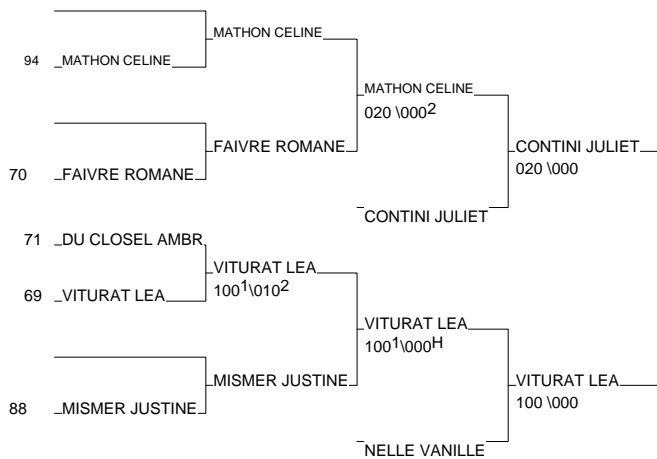 MATHON CELINE
94 MATHON CELINE
MATHON CELINE
020 \000²
FAIVRE ROMANE
CONTINI JULIET
020 \000
70 FAIVRE ROMANE
CONTINI JULIET
71 DU CLOSEL AMBR
VITURAT LEA
100¹\010²
69 VITURAT LEA
VITURAT LEA
100¹\000ᴴ
MISMER JUSTINE
VITURAT LEA
100 \000
88 MISMER JUSTINE
NELLE VANILLE